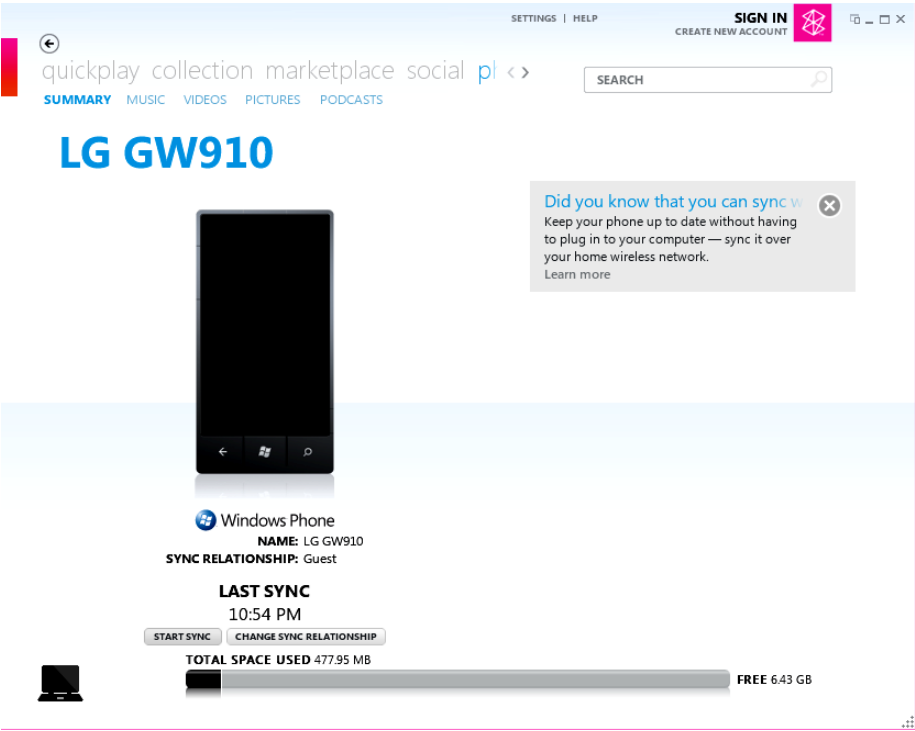 SETTINGS | HELP
SIGN IN
CREATE NEW ACCOUNT
quickplay collection marketplace social
SEARCH
SUMMARY MUSIC VIDEOS PICTURES PODCASTS
LG GW910
Did you know that you can sync
Keep your phone up to date without having
to plug in to your computer — sync it over
your home wireless network.
Learn more
Windows Phone
NAME: LG GW910
SYNC RELATIONSHIP: Guest
LAST SYNC
10:54 PM
START SYNC CHANGE SYNC RELATIONSHIP
TOTAL SPACE USED 477.95 MB
FREE 6.43 GB